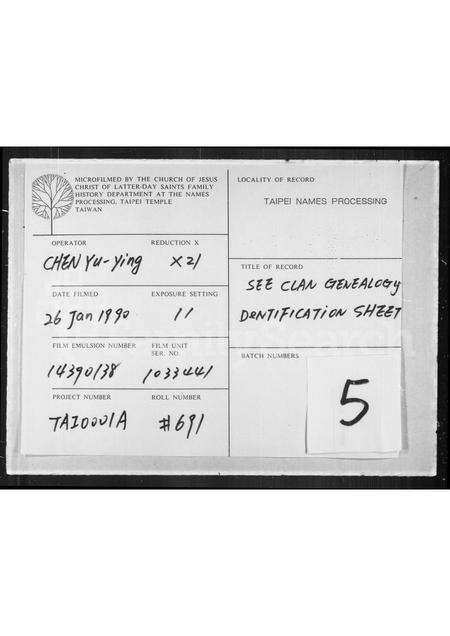 MICROFILMED BY THE CHURCH OF JESUS
CHRIST OF LATTER-DAY SAINTS FAMILY
HISTORY DEPARTMENT AT THE NAMES
PROCESSING, TAIPEI TEMPLE
TAIWAN
OPERATOR REDUCTION X
CHEN Yu-Ying X21
DATE FILMED EXPOSURE SETTING
26 Jan 1990 11
FILM EMULSION NUMBER FILM UNIT
SER. NO.
14390138 1033441
PROJECT NUMBER ROLL NUMBER
TAI0001A #691
LOCALITY OF RECORD
TAIPEI NAMES PROCESSING
TITLE OF RECORD
SEE CLAN GENEALOGY
DENTIFICATION SHEET
BATCH NUMBERS
5